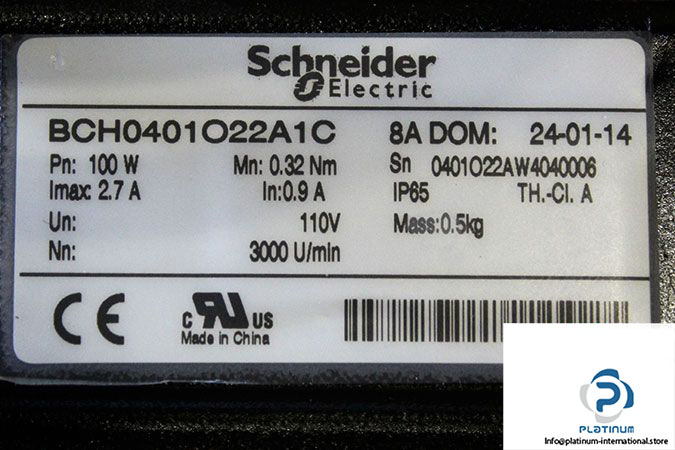 Schneider
Electric
BCH0401O22A1C 8A DOM: 24-01-14
Pn: 100 W Mn: 0.32 Nm Sn 0401O22AW4040006
Imax: 2.7 A In:0.9 A IP65 TH.-Cl. A
Un: 110V Mass:0.5kg
Nn: 3000 U/min
CE c RU US
Made in China
PLATINUM
Info@platinum-international.store